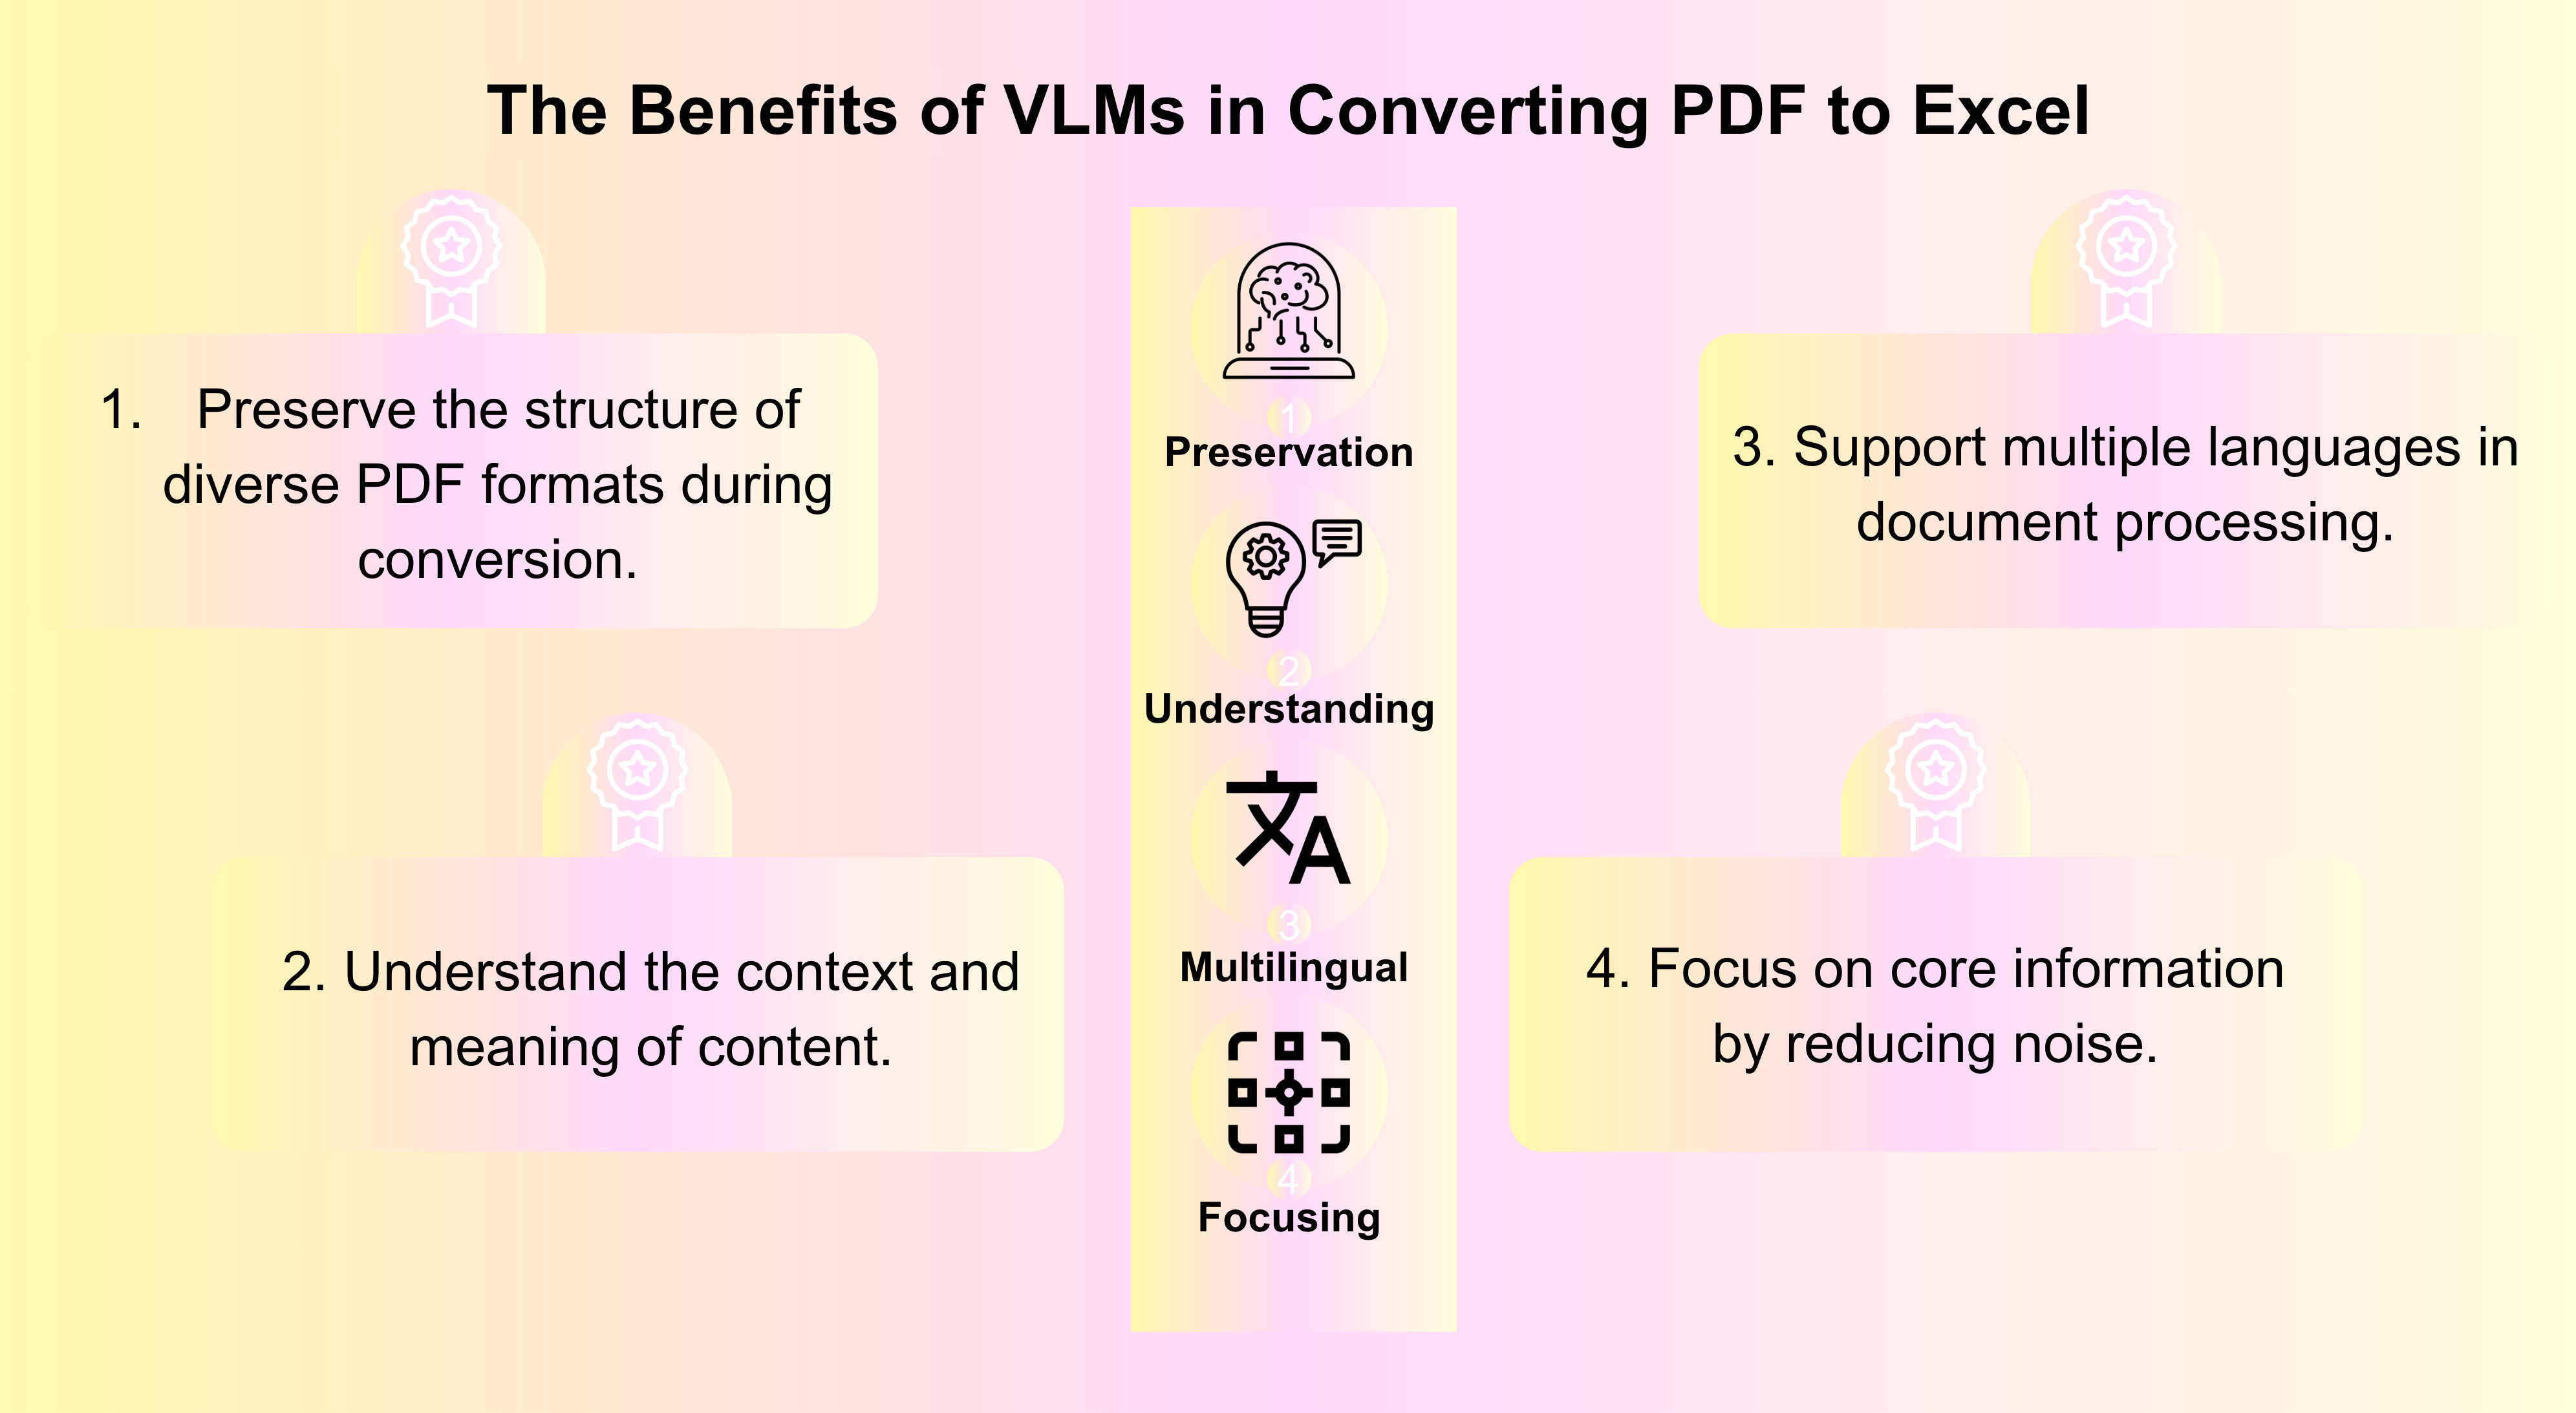 The Benefits of VLMs in Converting PDF to Excel
1. Preserve the structure of
diverse PDF formats during
conversion.
2. Understand the context and
meaning of content.
1
Preservation
2
Understanding
文A
3
Multilingual
4
Focusing
3. Support multiple languages in
document processing.
4. Focus on core information
by reducing noise.